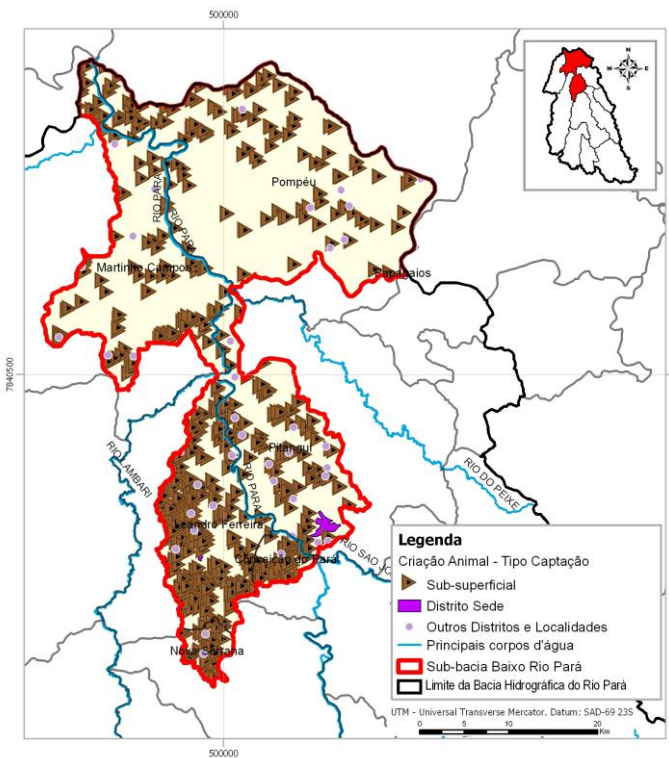 500000
N
W
E
S
Pompéu
RIO PARÁ
RIO PARÁ
Martinho Campos
Papagaios
7840500
RIO LAMBARI
Pitangui
RIO PARÁ
RIO DO PEIXE
Leandro Ferreira
Conceição do Pará
RIO SAO JO
Nova Serrana
Legenda
Criação Animal - Tipo Captação
Sub-superficial
Distrito Sede
Outros Distritos e Localidades
Principais corpos d'água
Sub-bacia Baixo Rio Pará
Limite da Bacia Hidrográfica do Rio Pará
UTM - Universal Transverse Mercator. Datum: SAD-69 23S
0 5 10 20
Km
500000